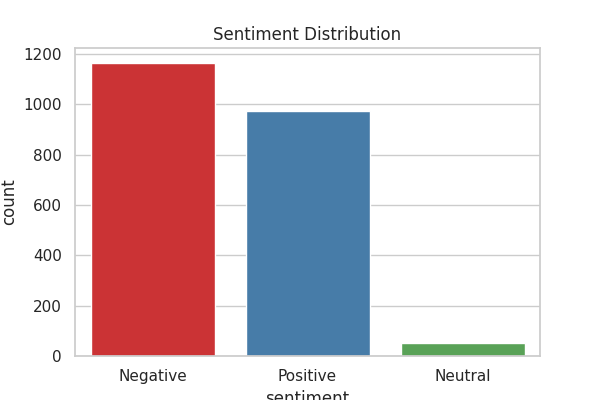 Sentiment Distribution
1200
1000
800
600
400
200
0
count
Negative Positive Neutral
sentiment